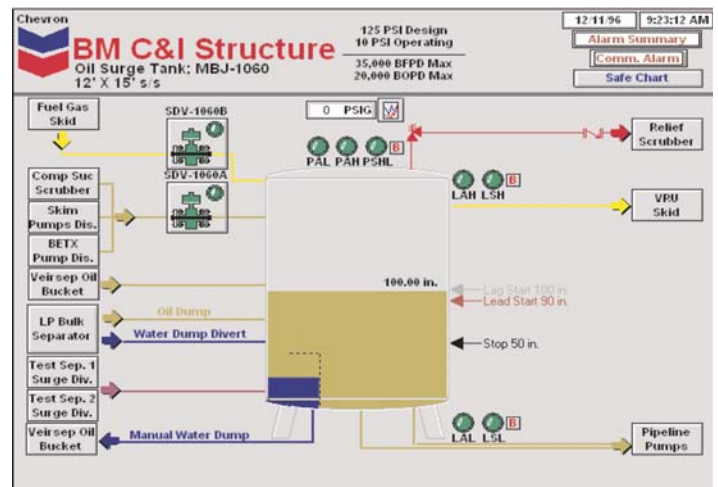 Chevron
BM C&I Structure
Oil Surge Tank; MBJ-1060
12' X 15' s/s
125 PSI Design
10 PSI Operating
35,000 BFPD Max
20,000 BOPD Max
12/11/96
9:23:12 AM
Alarm Summary
Comm. Alarm
Safe Chart
Fuel Gas
Skid
SDV-1060B
0 PSIG
PAL PAH PSHL
B
Relief
Scrubber
Comp Suc
Scrubber
SDV-1060A
LAH LSH
B
VRU
Skid
Skim
Pumps Dis.
BETX
Pump Dis.
Veirsep Oil
Bucket
100.00 in.
Lag Start 100 in
Lead Start 90 in.
LP Bulk
Separator
Oil Dump
Water Dump Divert
Stop 50 in.
Test Sep. 1
Surge Div.
Test Sep. 2
Surge Div.
Veirsep Oil
Bucket
Manual Water Dump
LAL LSL
B
Pipeline
Pumps